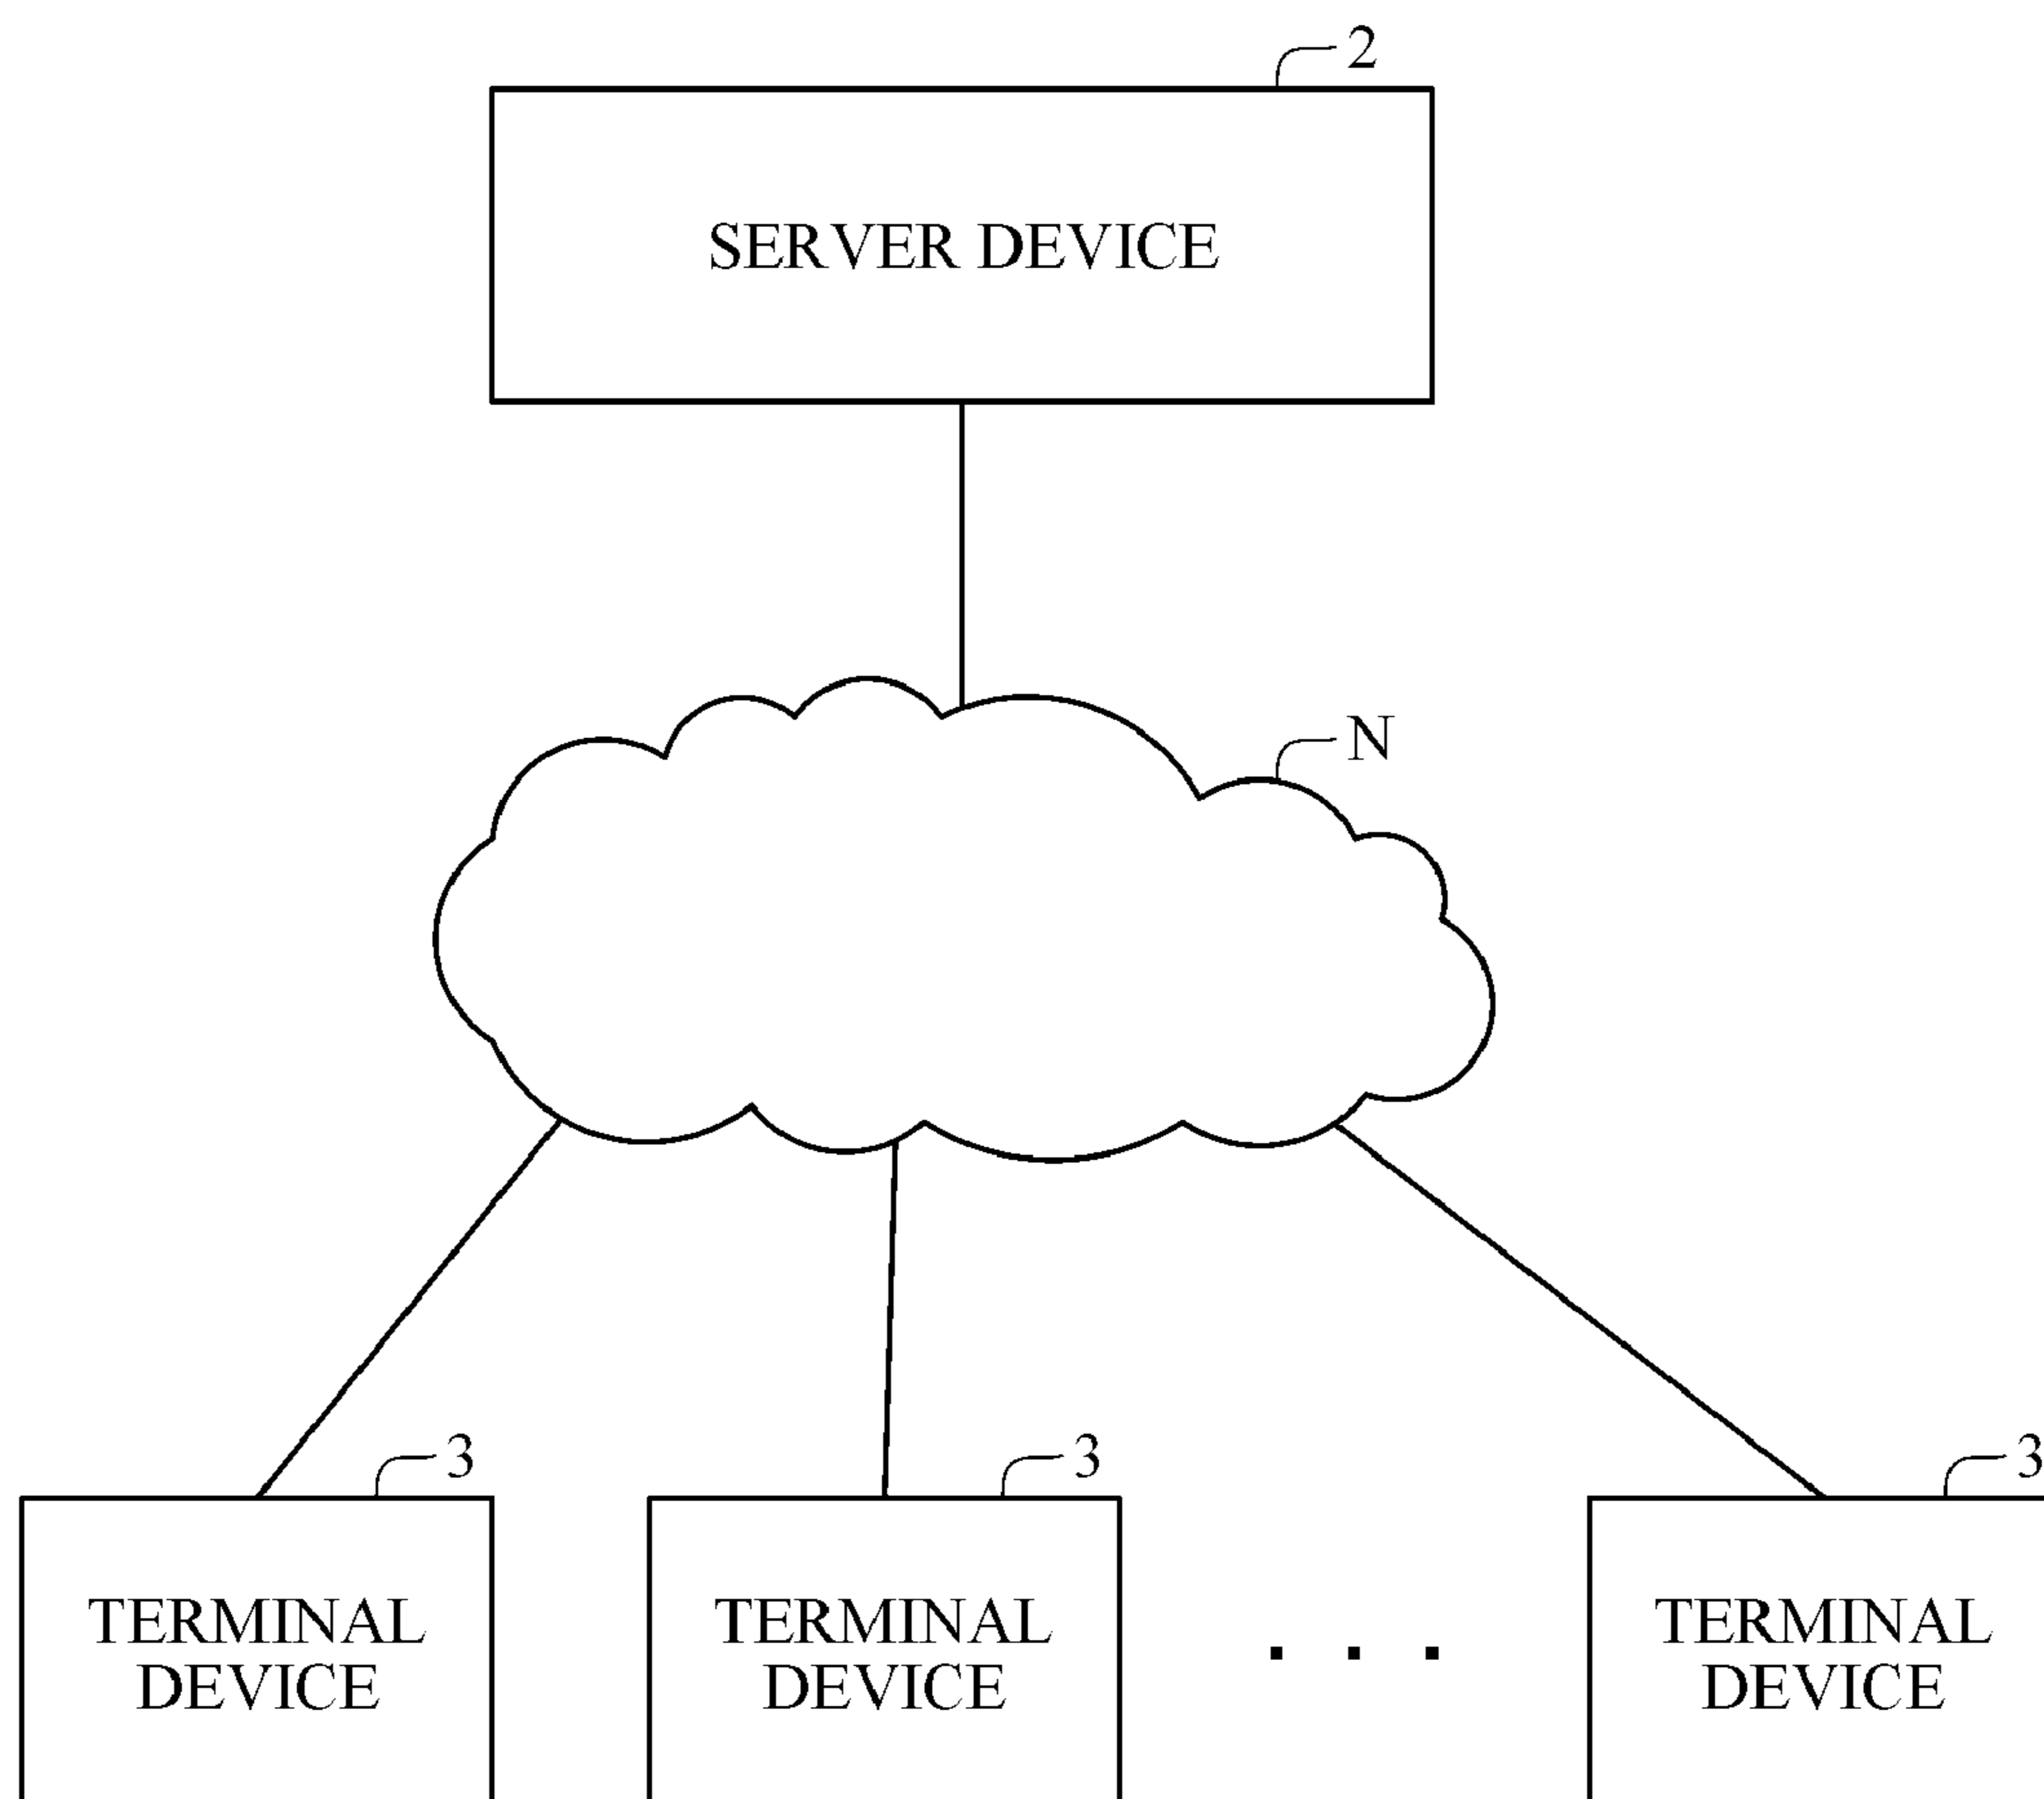 2
SERVER DEVICE
N
3
3
3
TERMINAL
DEVICE
TERMINAL
DEVICE
. . .
TERMINAL
DEVICE